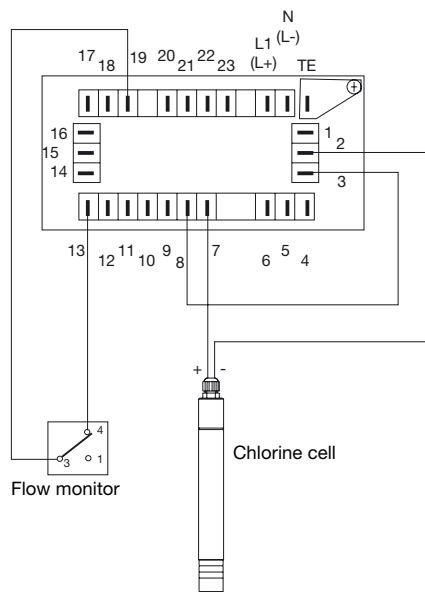 N
L1 (L-)
17 19 20 22 (L+) TE
18 21 23
16 1
15 2
14 3
13 11 9 7 5
12 10 8 6 4
+ -
4
3 1
Chlorine cell
Flow monitor